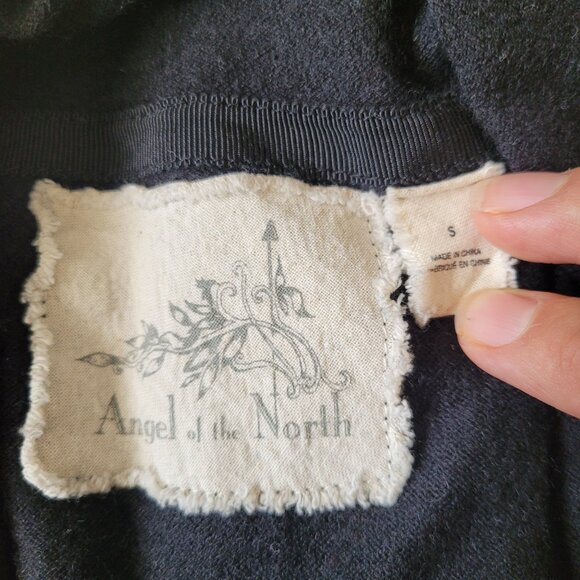 Angel of the North
S
MADE IN CHINA
FABRIQUÉ EN CHINE